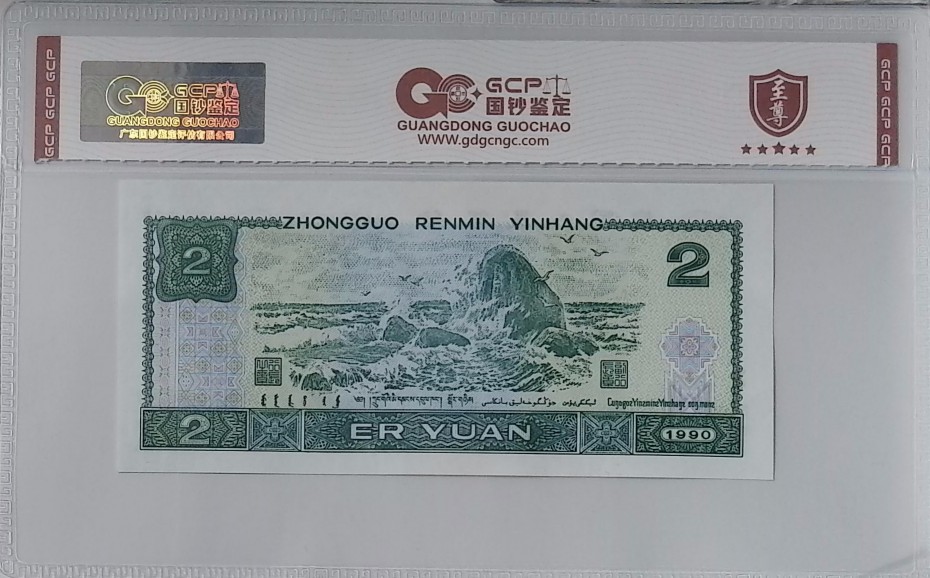 GCP GCP GCP
GCP
国钞鉴定
GUANGDONG GUOCHAO
广东国钞鉴定评估有限公司
GCP
国钞鉴定
GUANGDONG GUOCHAO
www.gdgcngc.com
至尊
GCP GCP GCP
ZHONGGUO RENMIN YINHANG
2
2
2
ER YUAN
1990